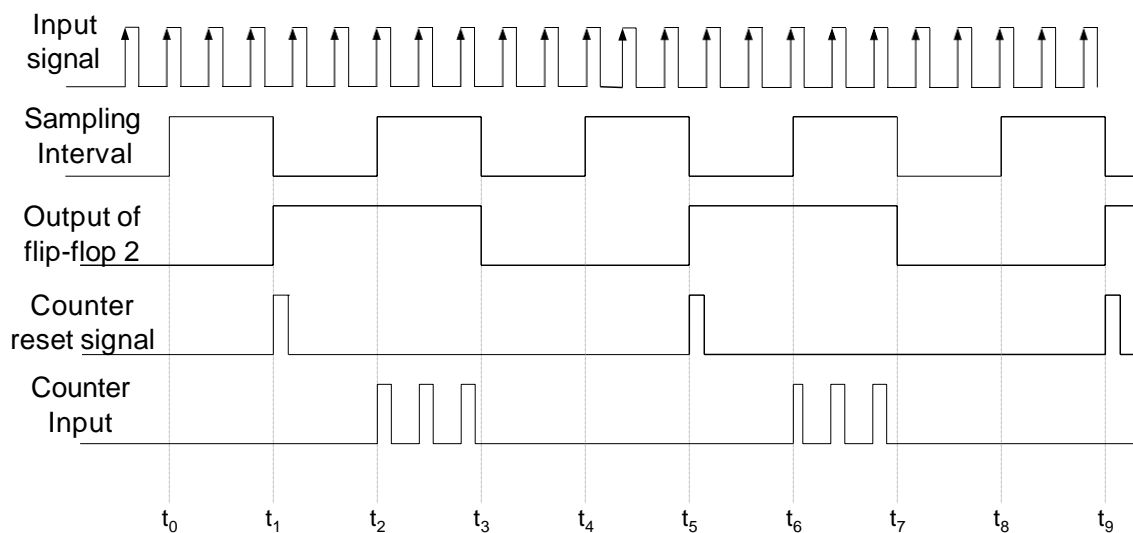 Input
signal
Sampling
Interval
Output of
flip-flop 2
Counter
reset signal
Counter
Input
t0 t1 t2 t3 t4 t5 t6 t7 t8 t9